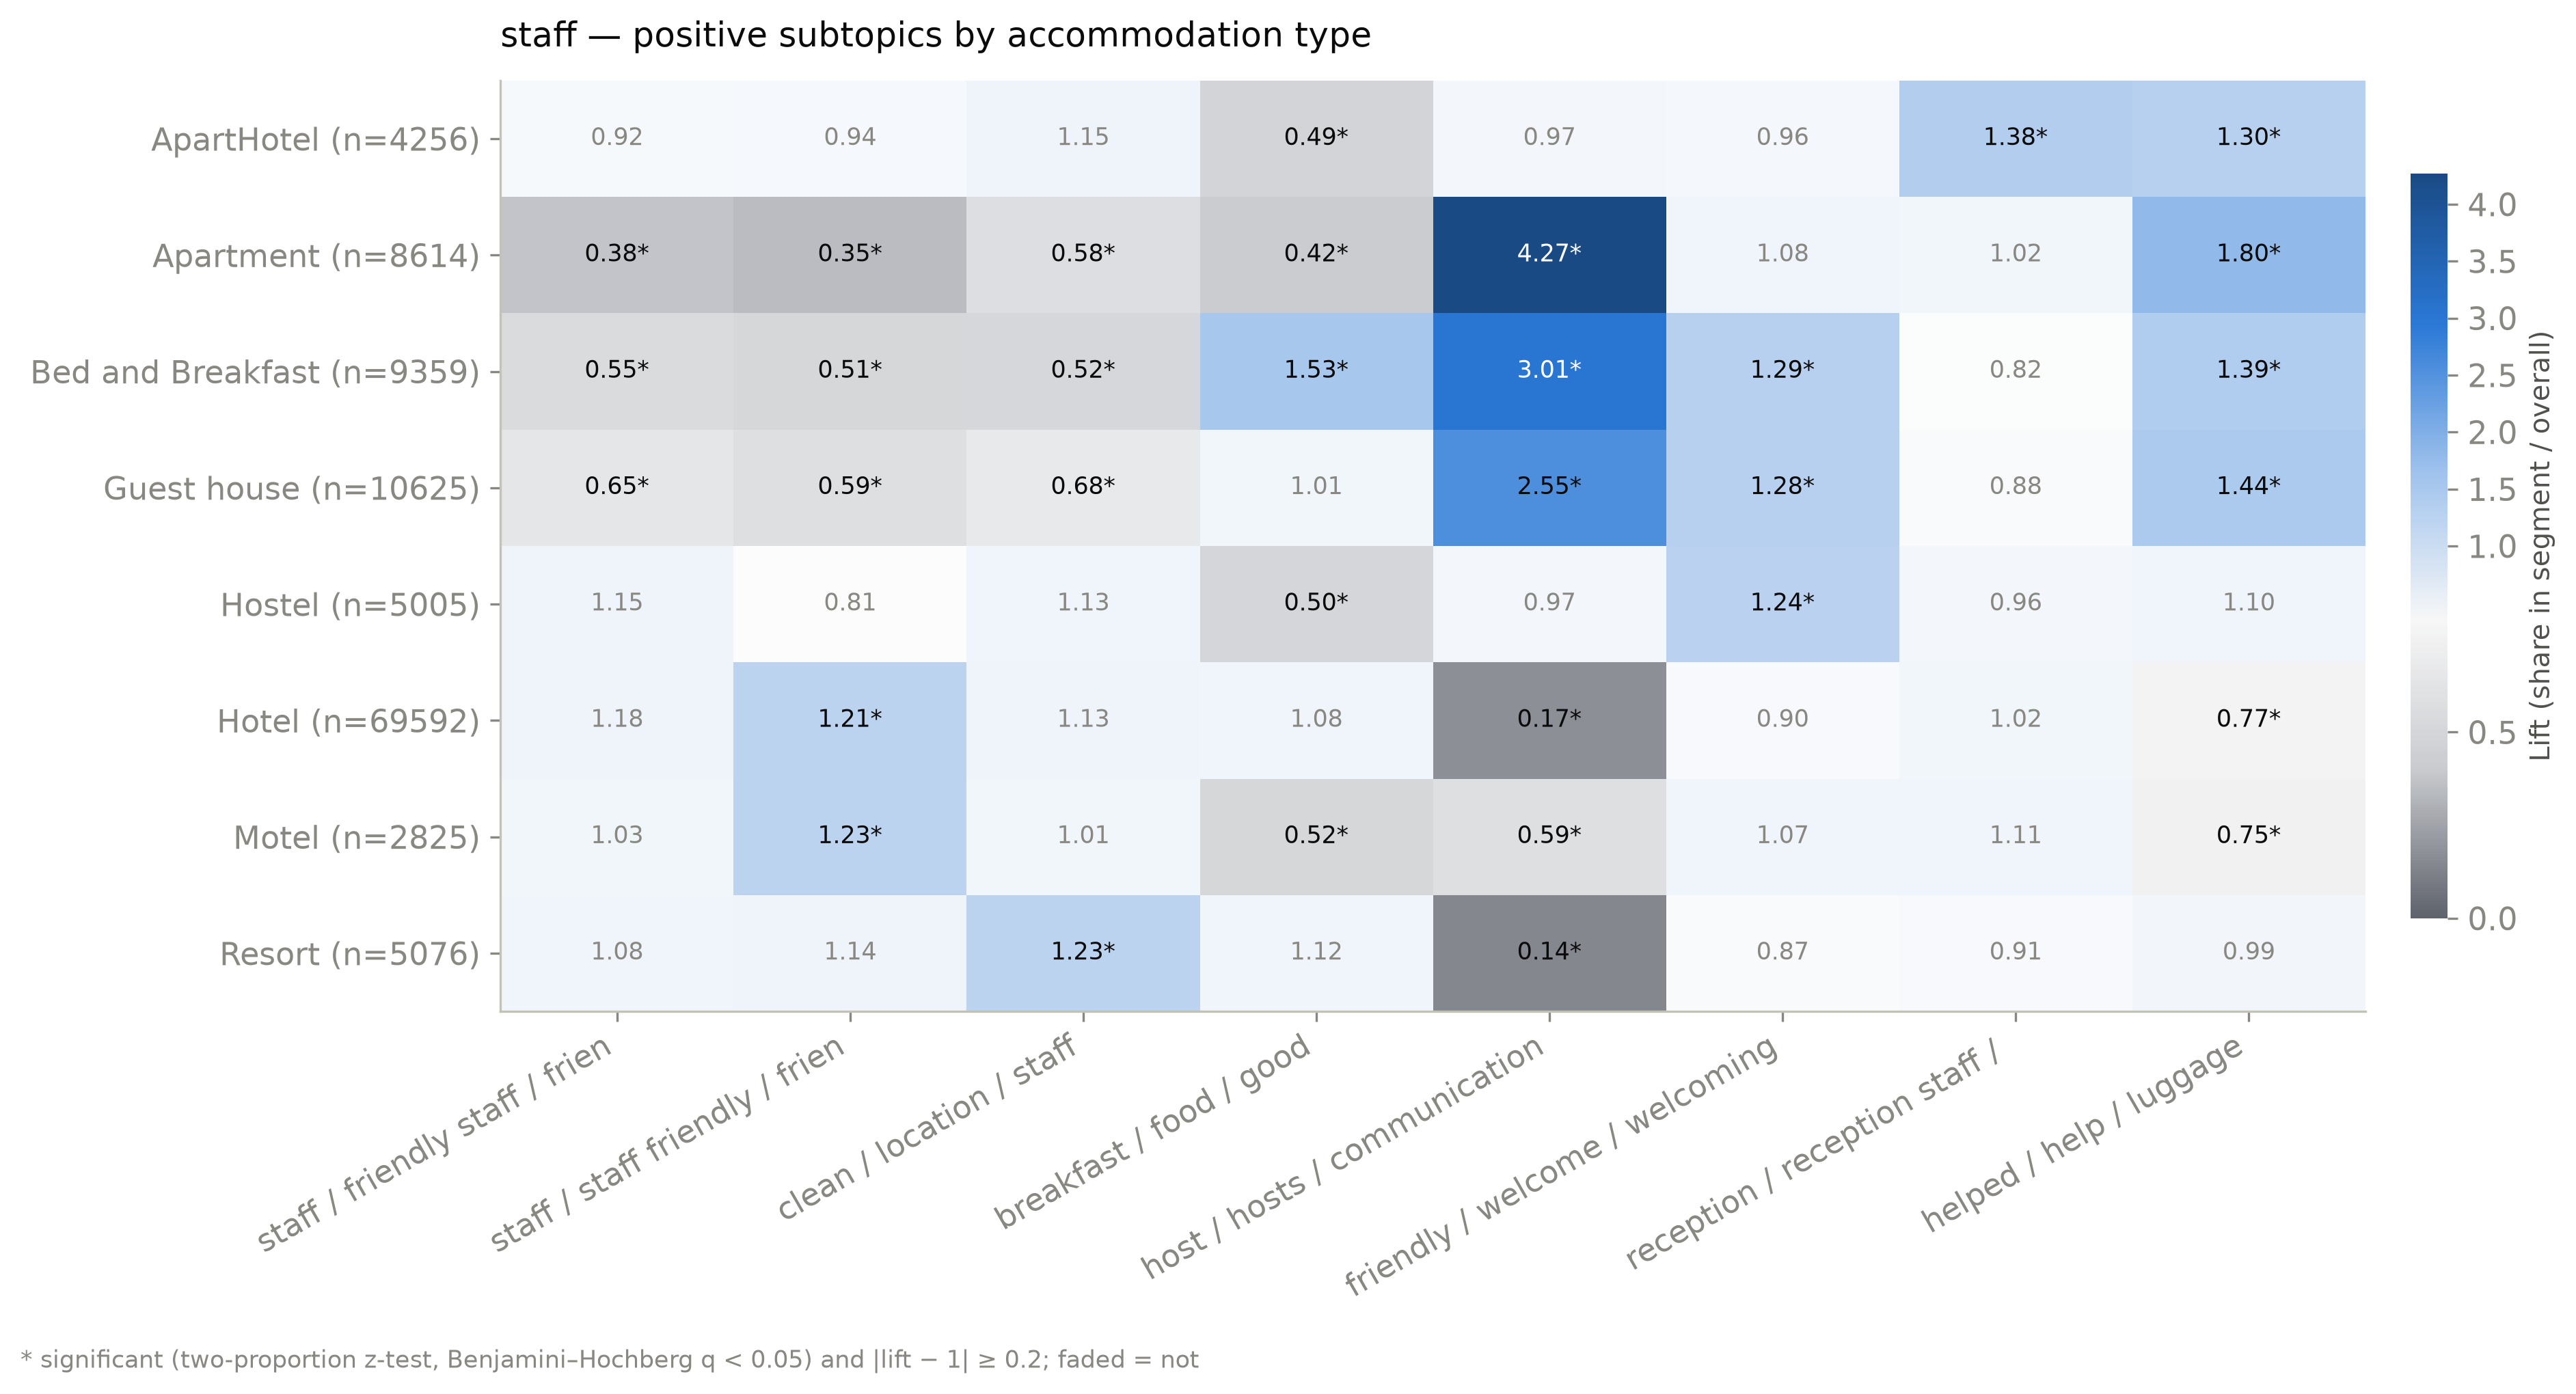 staff — positive subtopics by accommodation type
ApartHotel (n=4256) 0.92 0.94 1.15 0.49* 0.97 0.96 1.38* 1.30*
Apartment (n=8614) 0.38* 0.35* 0.58* 0.42* 4.27* 1.08 1.02 1.80*
Bed and Breakfast (n=9359) 0.55* 0.51* 0.52* 1.53* 3.01* 1.29* 0.82 1.39*
Guest house (n=10625) 0.65* 0.59* 0.68* 1.01 2.55* 1.28* 0.88 1.44*
Hostel (n=5005) 1.15 0.81 1.13 0.50* 0.97 1.24* 0.96 1.10
Hotel (n=69592) 1.18 1.21* 1.13 1.08 0.17* 0.90 1.02 0.77*
Motel (n=2825) 1.03 1.23* 1.01 0.52* 0.59* 1.07 1.11 0.75*
Resort (n=5076) 1.08 1.14 1.23* 1.12 0.14* 0.87 0.91 0.99
staff / friendly staff / frien
staff / staff friendly / frien
clean / location / staff
breakfast / food / good
host / hosts / communication
friendly / welcome / welcoming
reception / reception staff /
helped / help / luggage
4.0
3.5
3.0
2.5
2.0
1.5
1.0
0.5
0.0
Lift (share in segment / overall)
* significant (two-proportion z-test, Benjamini–Hochberg q < 0.05) and |lift − 1| ≥ 0.2; faded = not